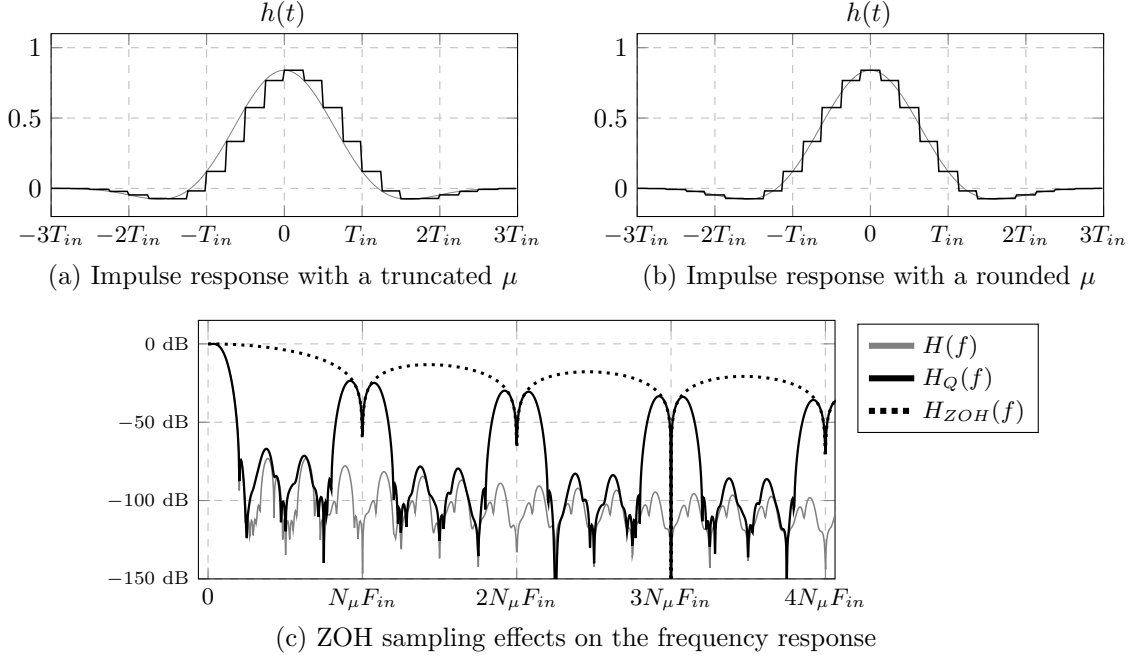 h(t)
1
0.5
0
−3T_in −2T_in −T_in 0 T_in 2T_in 3T_in
(a) Impulse response with a truncated μ
h(t)
1
0.5
0
−3T_in −2T_in −T_in 0 T_in 2T_in 3T_in
(b) Impulse response with a rounded μ
0 dB
−50 dB
−100 dB
−150 dB
0 N_μF_in 2N_μF_in 3N_μF_in 4N_μF_in
H(f)
H_Q(f)
H_ZOH(f)
(c) ZOH sampling effects on the frequency response